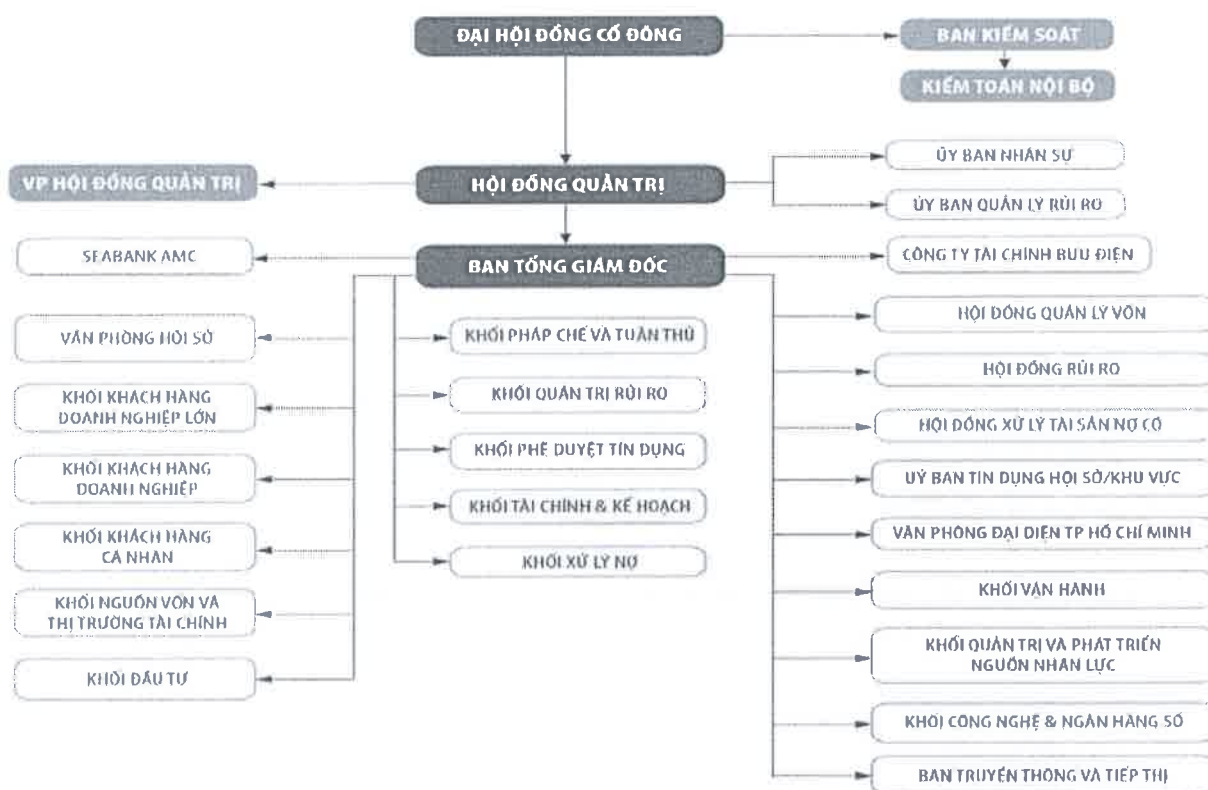 ĐẠI HỘI ĐỒNG CỔ ĐÔNG
BAN KIỂM SOÁT
KIỂM TOÁN NỘI BỘ
VP HỘI ĐỒNG QUẢN TRỊ
HỘI ĐỒNG QUẢN TRỊ
ỦY BAN NHÂN SỰ
ỦY BAN QUẢN LÝ RỦI RO
SEABANK AMC
BAN TỔNG GIÁM ĐỐC
CÔNG TY TÀI CHÍNH BƯU ĐIỆN
VĂN PHÒNG HỘI SỞ
KHỐI KHÁCH HÀNG
DOANH NGHIỆP LỚN
KHỐI KHÁCH HÀNG
DOANH NGHIỆP
KHỐI KHÁCH HÀNG
CÁ NHÂN
KHỐI NGUỒN VỐN VÀ
THỊ TRƯỜNG TÀI CHÍNH
KHỐI ĐẦU TƯ
KHỐI PHÁP CHẾ VÀ TUÂN THỦ
KHỐI QUẢN TRỊ RỦI RO
KHỐI PHÊ DUYỆT TÍN DỤNG
KHỐI TÀI CHÍNH & KẾ HOẠCH
KHỐI XỬ LÝ NỢ
HỘI ĐỒNG QUẢN LÝ VỐN
HỘI ĐỒNG RỦI RO
HỘI ĐỒNG XỬ LÝ TÀI SẢN NỢ CÓ
UỶ BAN TÍN DỤNG HỘI SỞ/KHU VỰC
VĂN PHÒNG ĐẠI DIỆN TP HỒ CHÍ MINH
KHỐI VẬN HÀNH
KHỐI QUẢN TRỊ VÀ PHÁT TRIỂN
NGUỒN NHÂN LỰC
KHỐI CÔNG NGHỆ & NGÂN HÀNG SỐ
BAN TRUYỀN THÔNG VÀ TIẾP THỊ